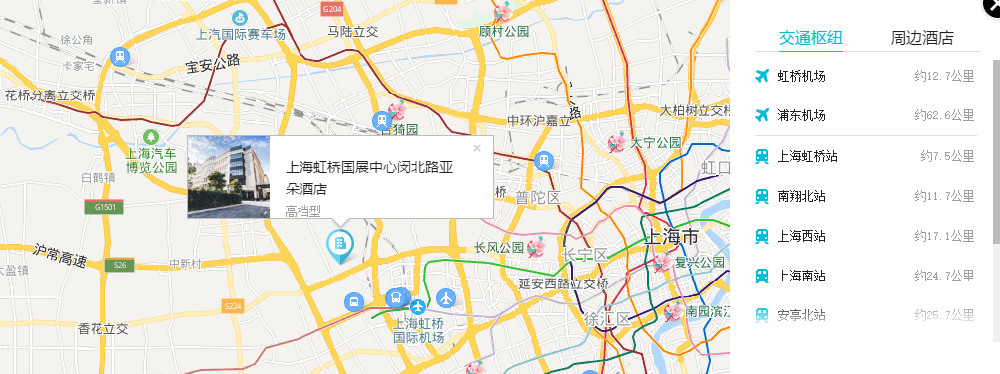 G204
上汽国际赛车场
马陆立交
顾村公园
徐公角
卡家宅
宝安公路
花桥分离立交桥
中环沪嘉立
路
大柏树立交桥
大宁公园
上海汽车
博览公园
白鹤镇
G1501
上海虹桥国展中心闵北路亚
朵酒店
高档型
×
桥
普陀区
虹口
沪常高速
S26
中新村
大盈镇
长风公园
长宁区
上海市
复兴公园
延安西路立交桥
S224
香花立交
上海虹桥
国际机场
徐汇区
南园滨江
交通枢纽
周边酒店
虹桥机场 约12.7公里
浦东机场 约62.6公里
上海虹桥站 约7.5公里
南翔北站 约11.7公里
上海西站 约17.1公里
上海南站 约24.7公里
安亭北站 约25.7公里